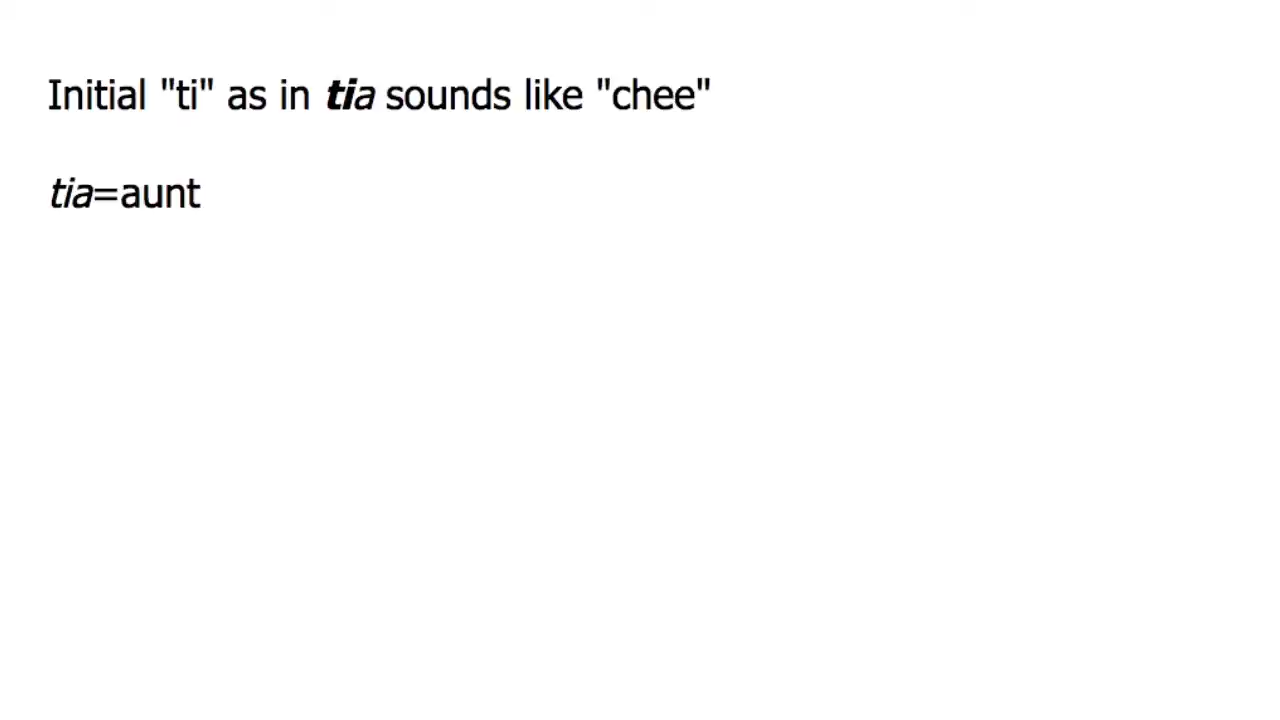 Initial "ti" as in tia sounds like "chee"
tia=aunt